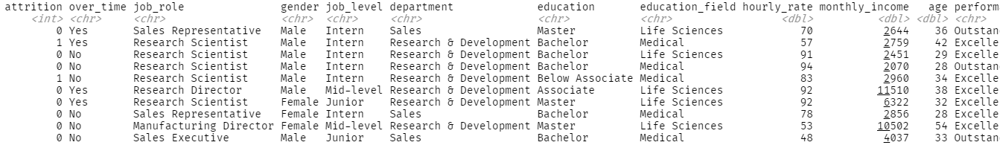 attrition over_time job_role gender job_level department education education_field hourly_rate monthly_income age perform
<int> <chr> <chr> <chr> <chr> <chr> <chr> <chr> <dbl> <dbl> <dbl> <chr>
0 Yes Sales Representative Male Intern Sales Master Life Sciences 70 2644 36 Outstan
1 Yes Research Scientist Male Intern Research & Development Bachelor Medical 57 2759 42 Excelle
0 No Research Scientist Male Intern Research & Development Bachelor Life Sciences 91 2451 29 Excelle
0 No Research Scientist Male Intern Research & Development Bachelor Medical 94 2070 28 Outstan
1 No Research Scientist Male Intern Research & Development Below Associate Medical 83 2960 34 Excelle
0 Yes Research Director Male Mid-level Research & Development Associate Life Sciences 92 11510 38 Excelle
0 Yes Research Scientist Female Junior Research & Development Master Life Sciences 92 6322 32 Excelle
0 No Sales Representative Female Intern Sales Bachelor Medical 78 2856 28 Excelle
0 No Manufacturing Director Female Mid-level Research & Development Master Life Sciences 53 10502 54 Excelle
0 No Sales Executive Male Junior Sales Bachelor Medical 48 4037 33 Outstan